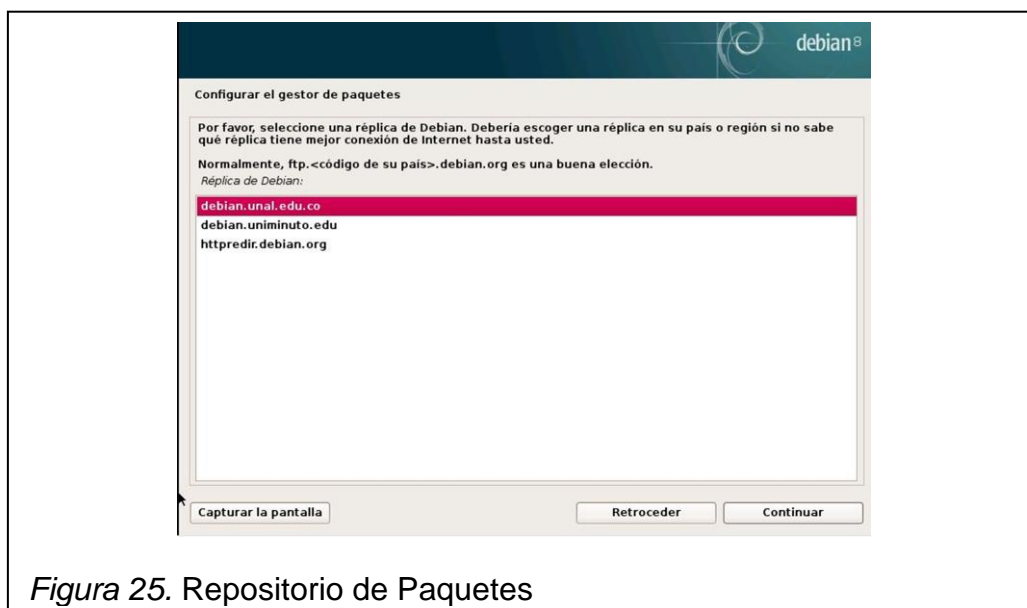 debian 8
Configurar el gestor de paquetes
Por favor, seleccione una réplica de Debian. Debería escoger una réplica en su país o región si no sabe
qué réplica tiene mejor conexión de Internet hasta usted.
Normalmente, ftp.<código de su país>.debian.org es una buena elección.
Réplica de Debian:
debian.unal.edu.co
debian.uniminuto.edu
httpredir.debian.org
Capturar la pantalla Retroceder Continuar
Figura 25. Repositorio de Paquetes